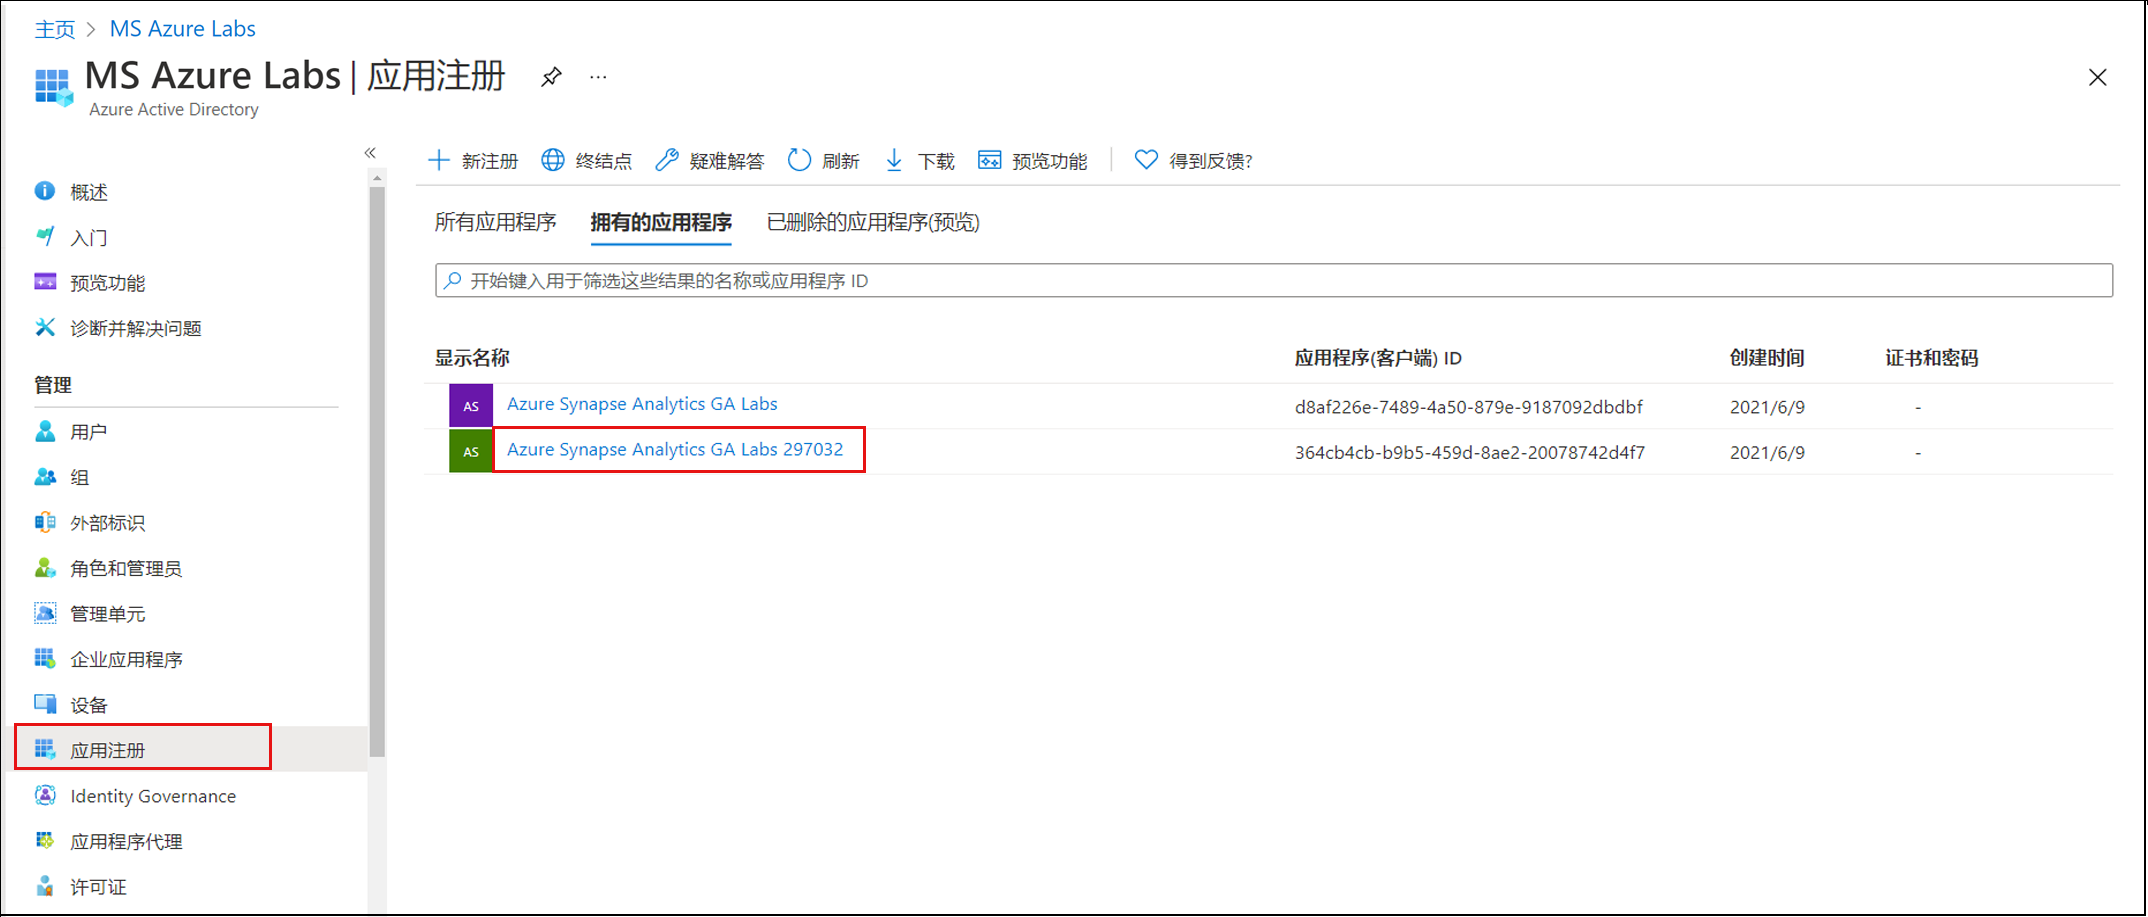 主页 > MS Azure Labs
MS Azure Labs | 应用注册 ...
Azure Active Directory
«
新注册 终结点 疑难解答 刷新 下载 预览功能 得到反馈?
概述
入门
预览功能
诊断并解决问题
管理
用户
组
外部标识
角色和管理员
管理单元
企业应用程序
设备
应用注册
Identity Governance
应用程序代理
许可证
所有应用程序 拥有的应用程序 已删除的应用程序(预览)
开始键入用于筛选这些结果的名称或应用程序 ID
显示名称 应用程序(客户端) ID 创建时间 证书和密码
AS Azure Synapse Analytics GA Labs d8af226e-7489-4a50-879e-9187092dbdbf 2021/6/9 -
AS Azure Synapse Analytics GA Labs 297032 364cb4cb-b9b5-459d-8ae2-20078742d4f7 2021/6/9 -